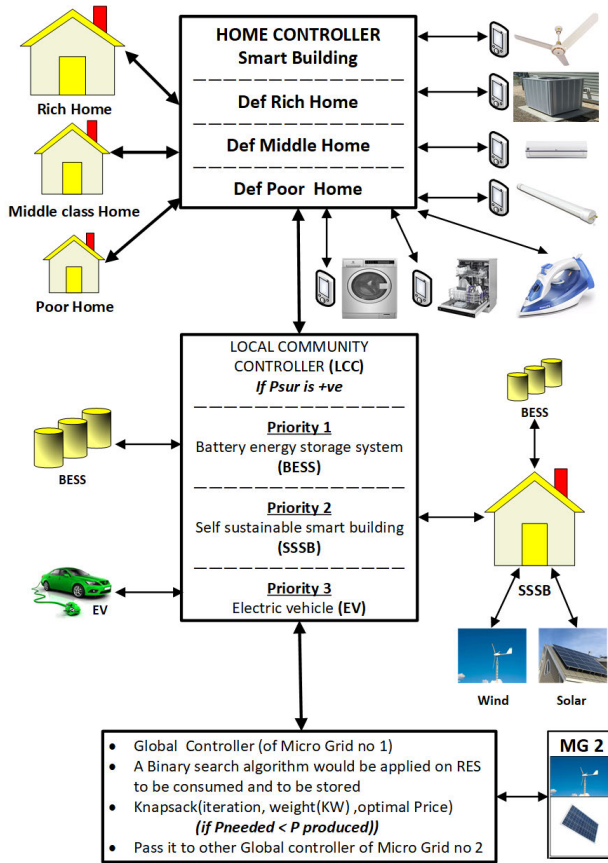 HOME CONTROLLER
Smart Building
Def Rich Home
Def Middle Home
Def Poor Home
Rich Home
Middle class Home
Poor Home
LOCAL COMMUNITY
CONTROLLER (LCC)
If Psur is +ve
Priority 1
Battery energy storage system
(BESS)
Priority 2
Self sustainable smart building
(SSSB)
Priority 3
Electric vehicle (EV)
BESS
EV
BESS
SSSB
Wind
Solar
• Global Controller (of Micro Grid no 1)
• A Binary search algorithm would be applied on RES
to be consumed and to be stored
• Knapsack(iteration, weight(KW) ,optimal Price)
(if Pneeded < P produced))
• Pass it to other Global controller of Micro Grid no 2
MG 2